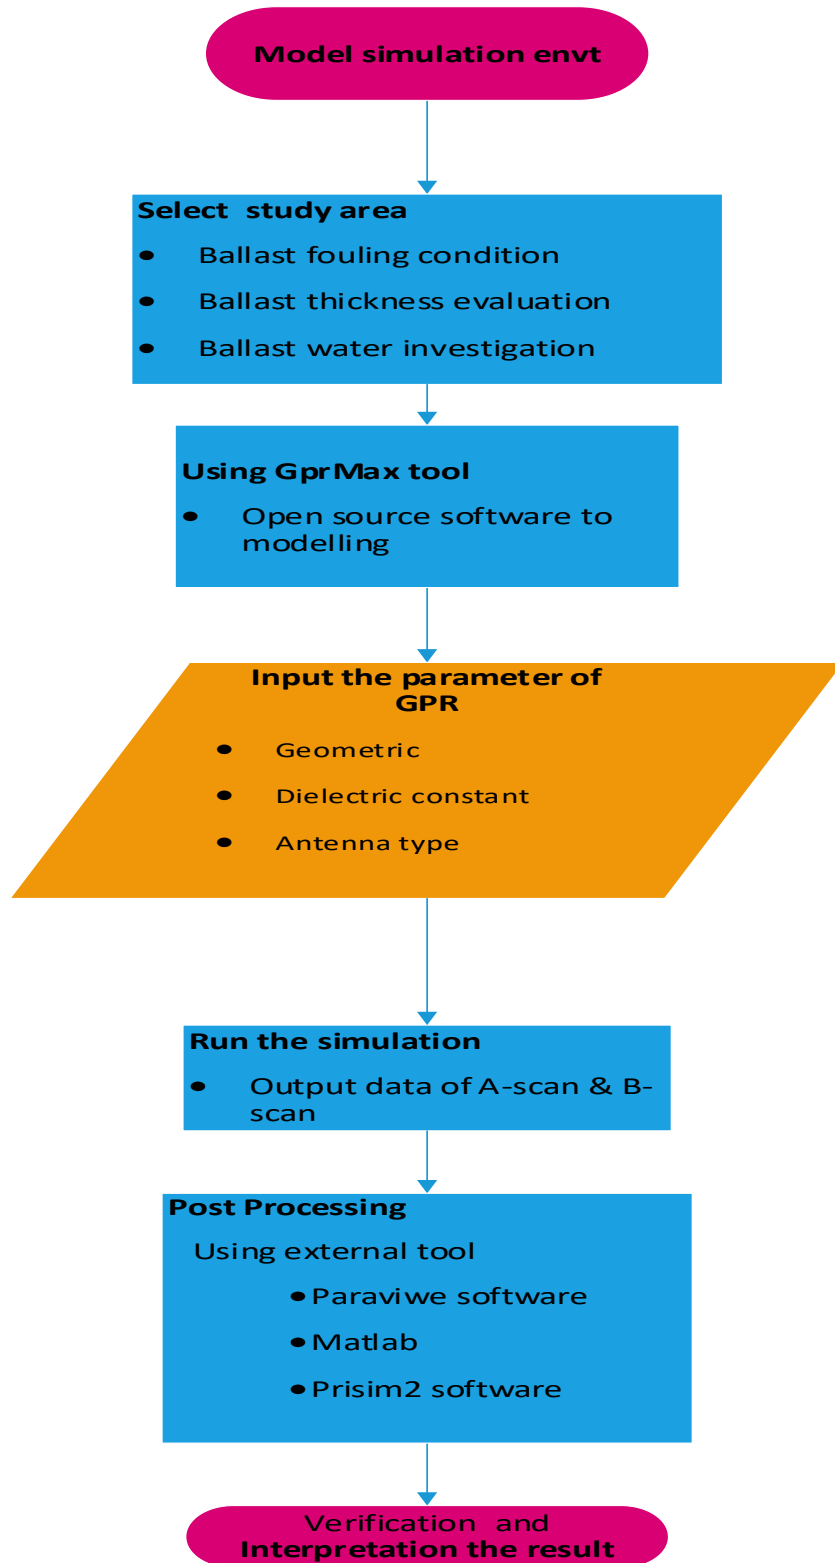 Model simulation envt
Select study area
• Ballast fouling condition
• Ballast thickness evaluation
• Ballast water investigation
Using GprMax tool
• Open source software to
modelling
Input the parameter of
GPR
• Geometric
• Dielectric constant
• Antenna type
Run the simulation
• Output data of A-scan & B-
scan
Post Processing
Using external tool
• Paraviwe software
• Matlab
• Prisim2 software
Verification and
Interpretation the result